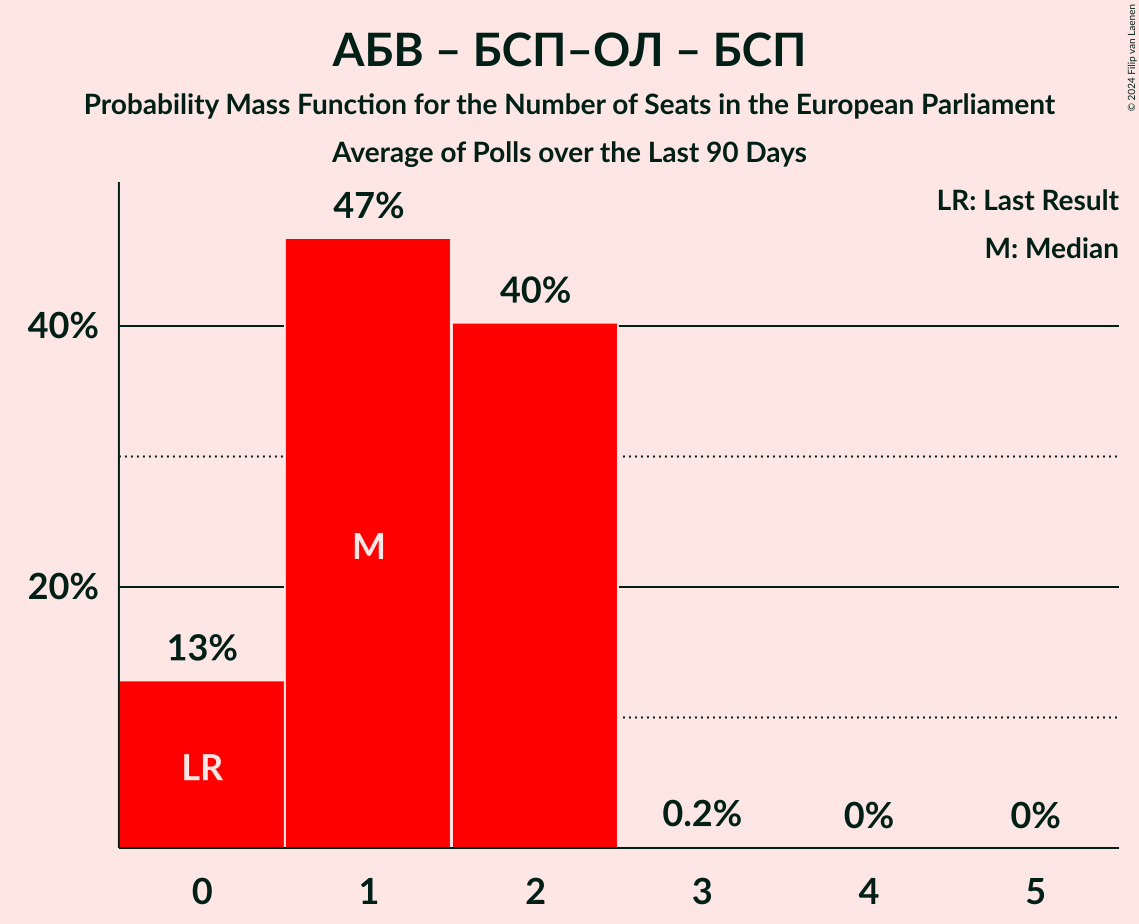 АБВ – БСП–ОЛ – БСП
Probability Mass Function for the Number of Seats in the European Parliament
Average of Polls over the Last 90 Days
© 2024 Filip van Laenen
LR: Last Result
M: Median
47%
40%
40%
M
20%
13%
LR
0.2%
0%
0%
0
1
2
3
4
5